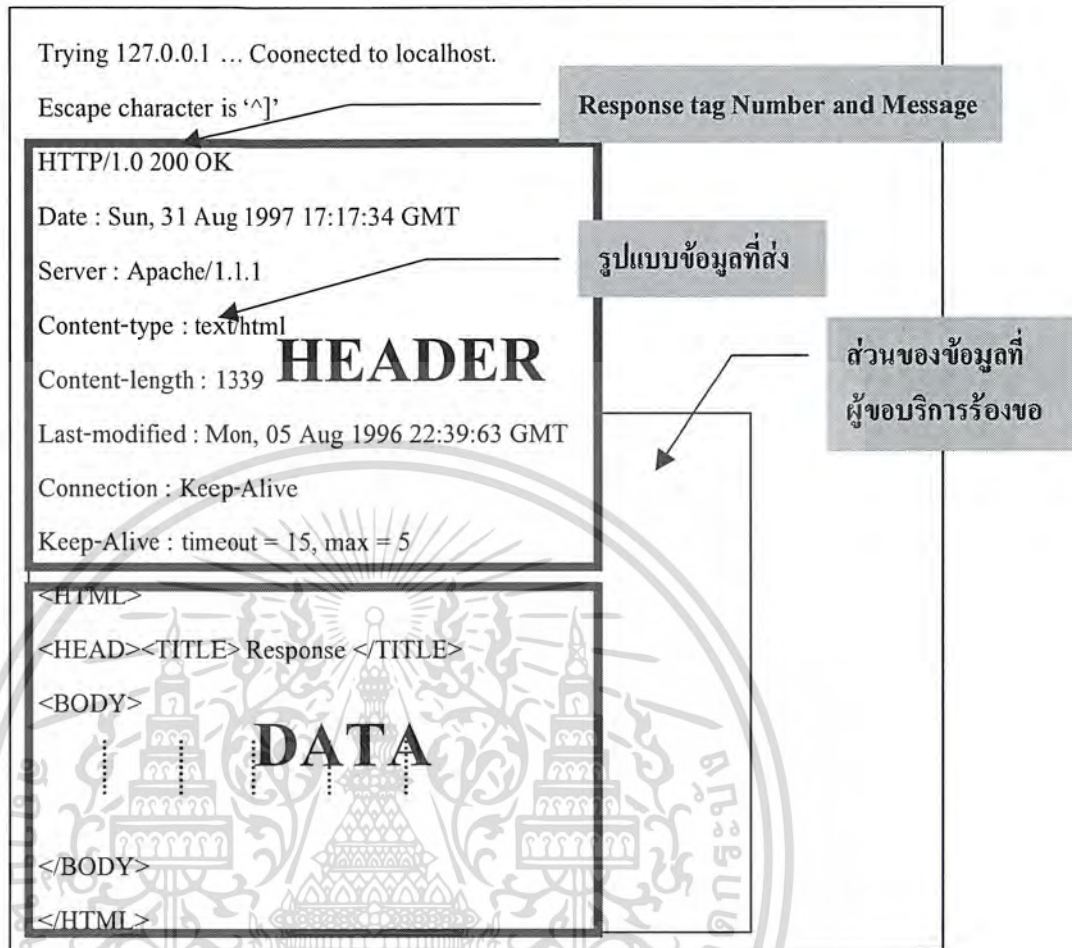 Trying 127.0.0.1 ... Coonected to localhost.
Escape character is ‘^]’
Response tag Number and Message
HTTP/1.0 200 OK
Date : Sun, 31 Aug 1997 17:17:34 GMT
Server : Apache/1.1.1
รูปแบบข้อมูลที่ส่ง
Content-type : text/html
HEADER
Content-length : 1339
ส่วนของข้อมูลที่
ผู้ขอบริการร้องขอ
Last-modified : Mon, 05 Aug 1996 22:39:63 GMT
Connection : Keep-Alive
Keep-Alive : timeout = 15, max = 5
<HTML>
<HEAD><TITLE> Response </TITLE>
<BODY>
DATA
</BODY>
</HTML>